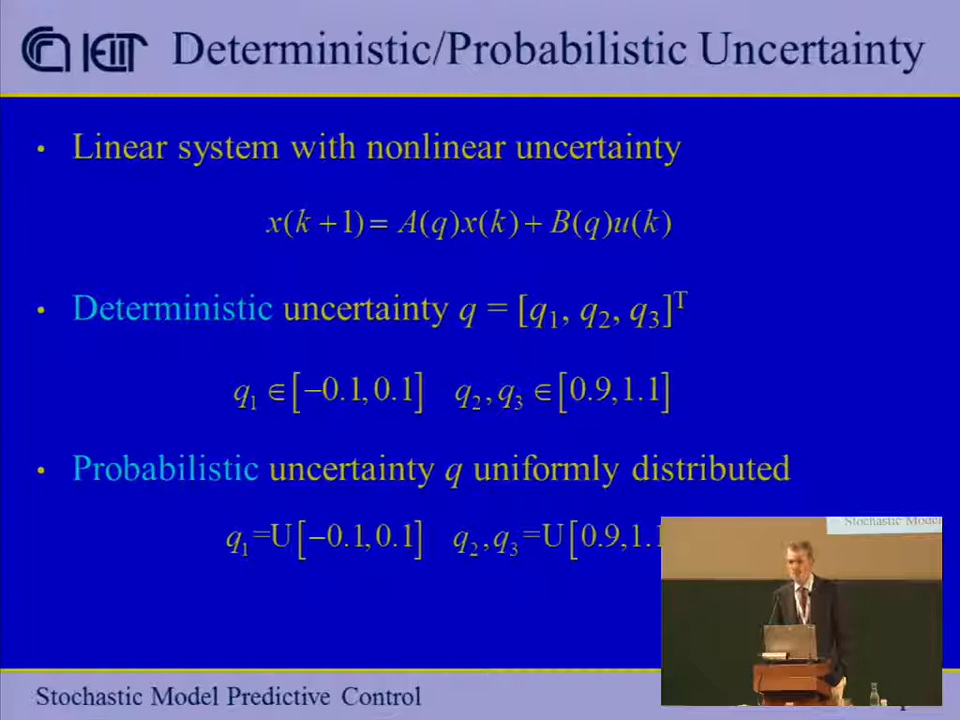 CNR IEIIT Deterministic/Probabilistic Uncertainty
• Linear system with nonlinear uncertainty
x(k+1)= A(q)x(k)+ B(q)u(k)
• Deterministic uncertainty q = [q₁, q₂, q₃]ᵀ
q₁ ∈[−0.1,0.1] q₂,q₃ ∈[0.9,1.1]
• Probabilistic uncertainty q uniformly distributed
q₁=U[−0.1,0.1] q₂,q₃=U[0.9,1.1
Stochastic Model
Stochastic Model Predictive Control